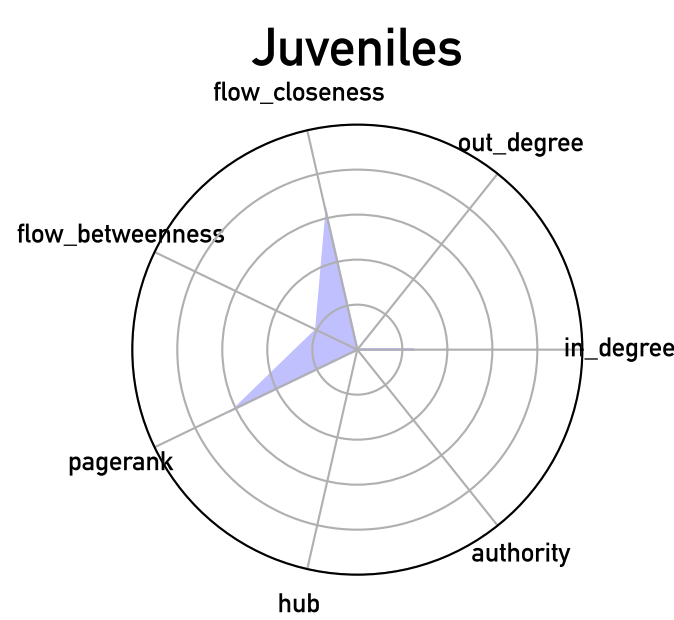 Juveniles
flow_closeness
out_degree
flow_betweenness
in_degree
pagerank
authority
hub